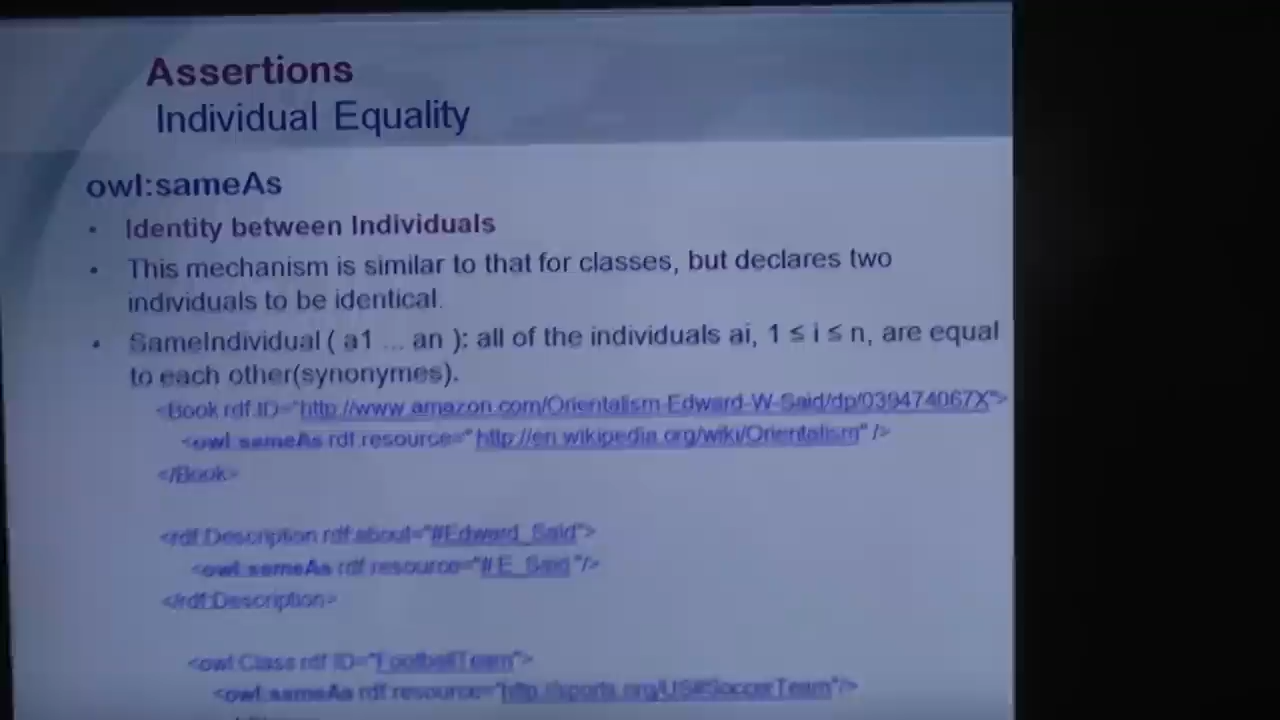 Assertions
Individual Equality
owl:sameAs
• Identity between Individuals
• This mechanism is similar to that for classes, but declares two
individuals to be identical.
• SameIndividual ( a1 ... an ): all of the individuals ai, 1 ≤ i ≤ n, are equal
to each other(synonymes).
<Book rdf:ID="http://www.amazon.com/Orientalism-Edward-W-Said/dp/039474067X">
<owl:sameAs rdf:resource=" http://en.wikipedia.org/wiki/Orientalism" />
</Book>
<rdf:Description rdf:about="#Edward_Said">
<owl:sameAs rdf:resource="# E_Said "/>
</rdf:Description>
<owl:Class rdf:ID="FootballTeam">
<owl:sameAs rdf:resource="http://sports.org/US#SoccerTeam"/>